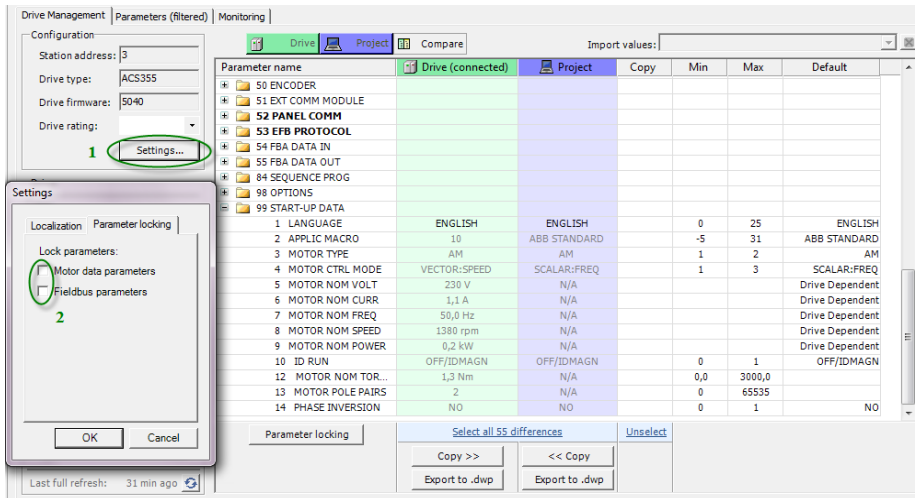 Drive Management Parameters (filtered) Monitoring
Configuration
Station address: 3
Drive type: ACS355
Drive firmware: 5040
Drive rating:
1 Settings...
Drive Project Compare Import values:
Parameter name Drive (connected) Project Copy Min Max Default
50 ENCODER
51 EXT COMM MODULE
52 PANEL COMM
53 EFB PROTOCOL
54 FBA DATA IN
55 FBA DATA OUT
84 SEQUENCE PROG
98 OPTIONS
99 START-UP DATA
1 LANGUAGE ENGLISH ENGLISH 0 25 ENGLISH
2 APPLIC MACRO 10 ABB STANDARD -5 31 ABB STANDARD
3 MOTOR TYPE AM AM 1 2 AM
4 MOTOR CTRL MODE VECTOR:SPEED SCALAR:FREQ 1 3 SCALAR:FREQ
5 MOTOR NOM VOLT 230 V N/A Drive Dependent
6 MOTOR NOM CURR 1,1 A N/A Drive Dependent
7 MOTOR NOM FREQ 50,0 Hz N/A Drive Dependent
8 MOTOR NOM SPEED 1380 rpm N/A Drive Dependent
9 MOTOR NOM POWER 0,2 kW N/A Drive Dependent
10 ID RUN OFF/IDMAGN OFF/IDMAGN 0 1 OFF/IDMAGN
12 MOTOR NOM TOR... 1,3 Nm N/A 0,0 3000,0
13 MOTOR POLE PAIRS 2 N/A 0 65535
14 PHASE INVERSION NO NO 0 1 NO
Settings
Localization Parameter locking
Lock parameters:
Motor data parameters
Fieldbus parameters
2
OK Cancel
Parameter locking Select all 55 differences Unselect
Copy >> << Copy
Export to .dwp Export to .dwp
Last full refresh: 31 min ago